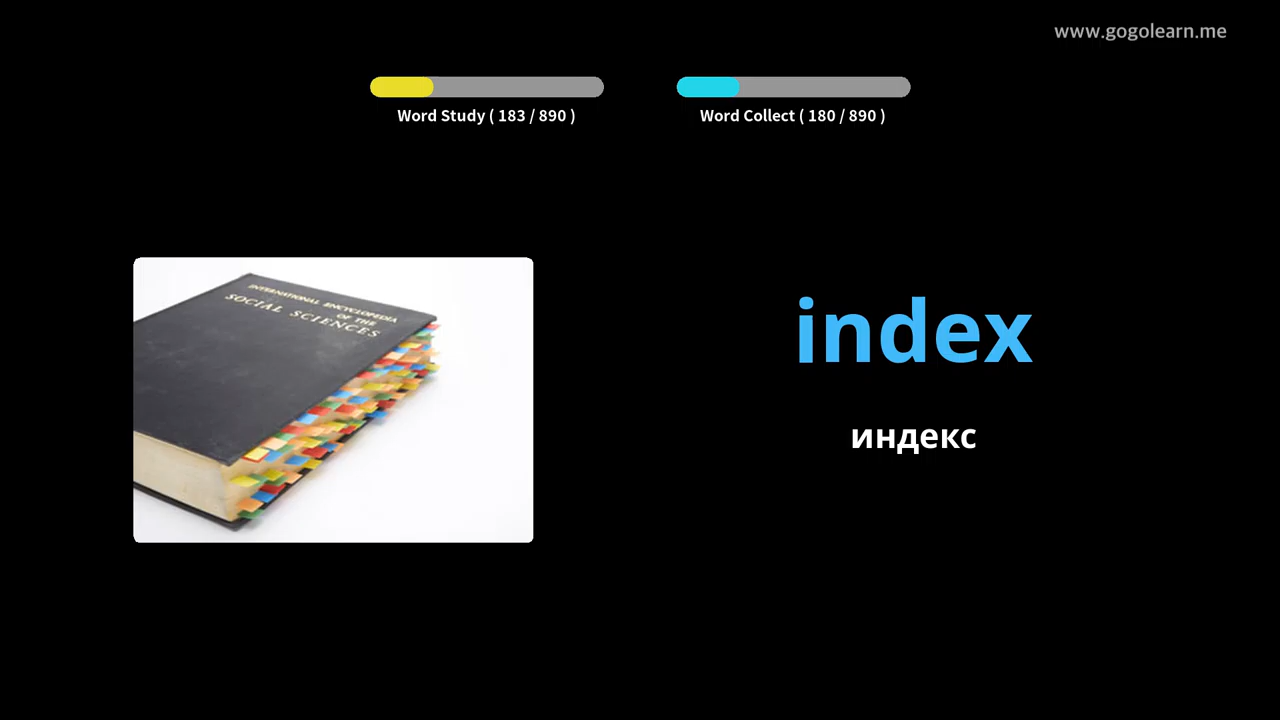 www.gogolearn.me
Word Study ( 183 / 890 )
Word Collect ( 180 / 890 )
INTERNATIONAL ENCYCLOPEDIA
OF THE
SOCIAL SCIENCES
index
индекс